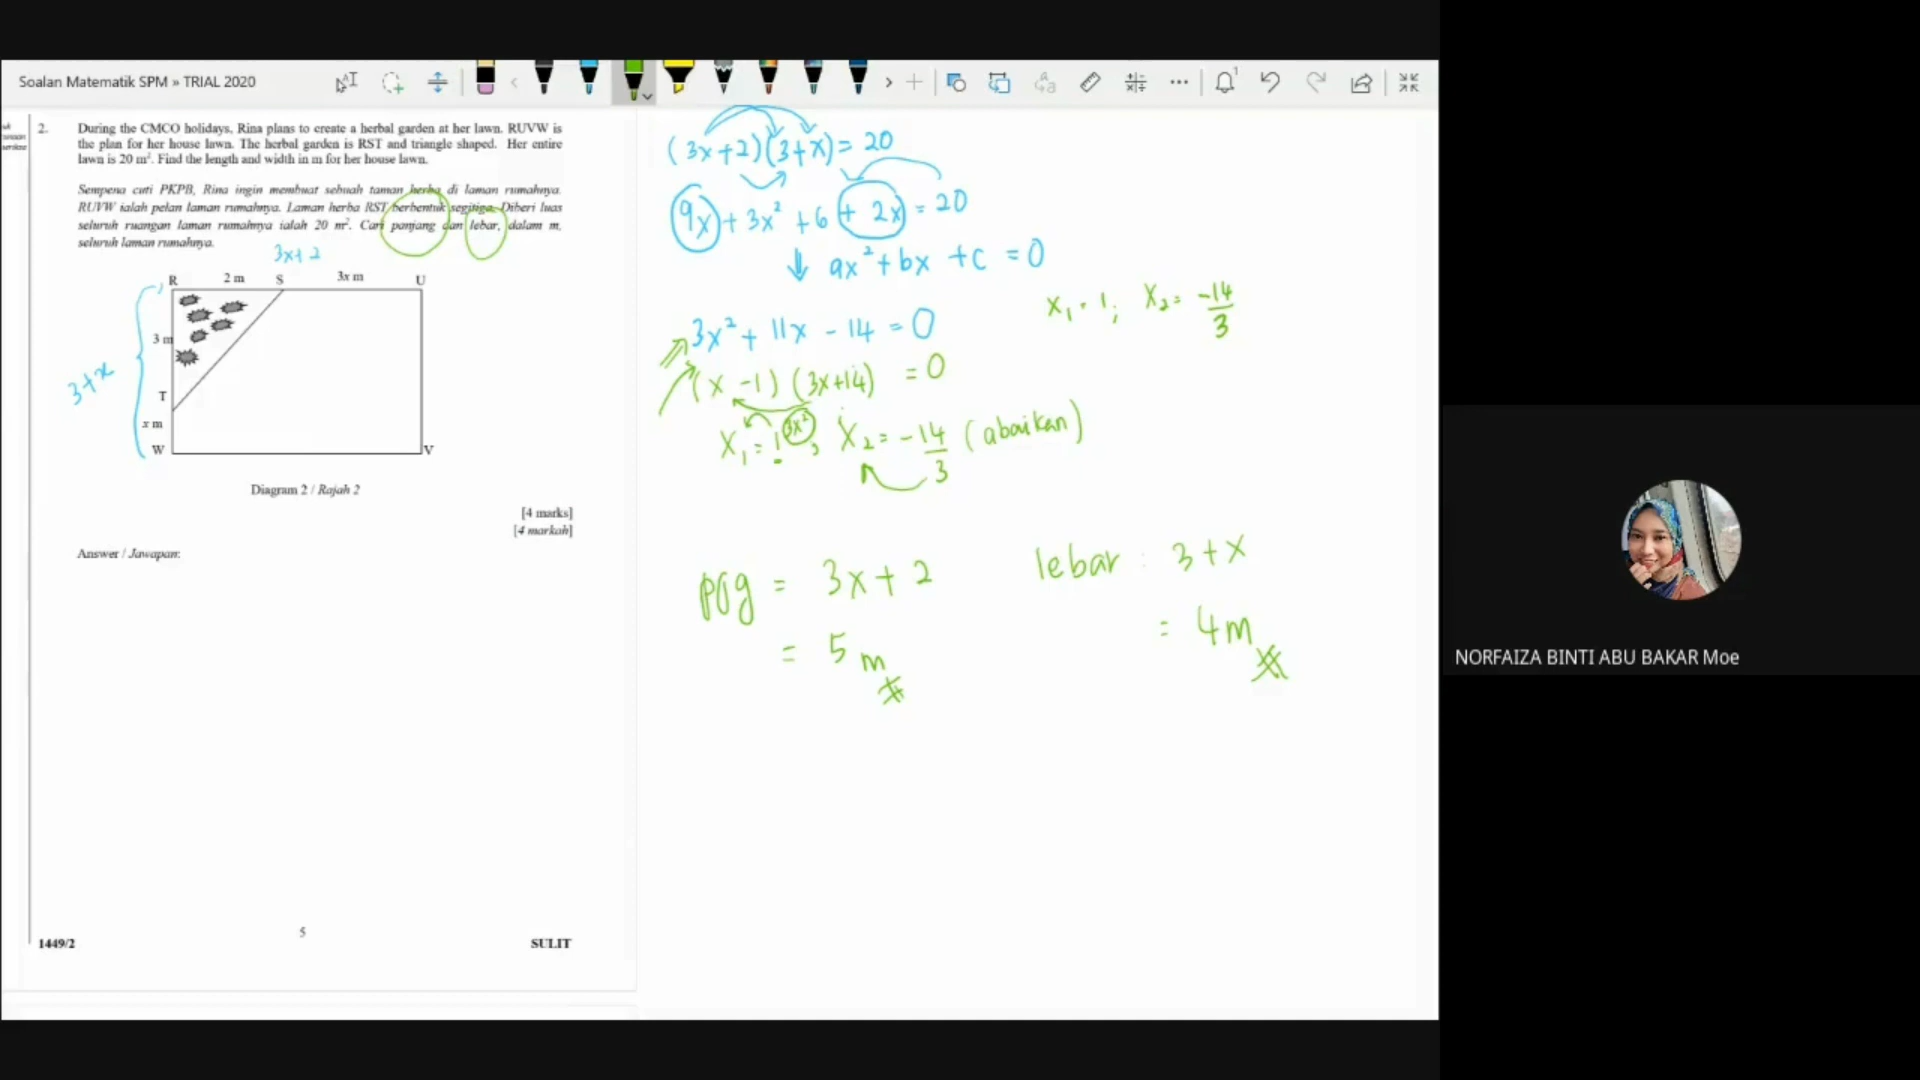 Soalan Matematik SPM » TRIAL 2020
2. During the CMCO holidays, Rina plans to create a herbal garden at her lawn. RUVW is
the plan for her house lawn. The herbal garden is RST and triangle shaped. Her entire
lawn is 20 m². Find the length and width in m for her house lawn.
Sempena cuti PKPB, Rina ingin membuat sebuah taman herba di laman rumahnya.
RUVW ialah pelan laman rumahnya. Laman herba RST berbentuk segitiga. Diberi luas
seluruh ruangan laman rumahnya ialah 20 m². Cari panjang dan lebar, dalam m,
seluruh laman rumahnya.
3x+2
R 2 m S 3x m U
3 m
3+x
T
x m
W V
Diagram 2 / Rajah 2
[4 marks]
[4 markah]
Answer / Jawapan:
5
1449/2 SULIT
(3x+2)(3+x) = 20
9x + 3x² + 6 + 2x = 20
ax² + bx + c = 0
3x² + 11x - 14 = 0
(x -1) (3x+14) = 0
3x²
x₁ = 1, x₂ = -14/3 (abaikan)
x₁ = 1; x₂ = -14/3
pjg = 3x + 2
= 5 m
lebar : 3 + x
= 4m
NORFAIZA BINTI ABU BAKAR Moe